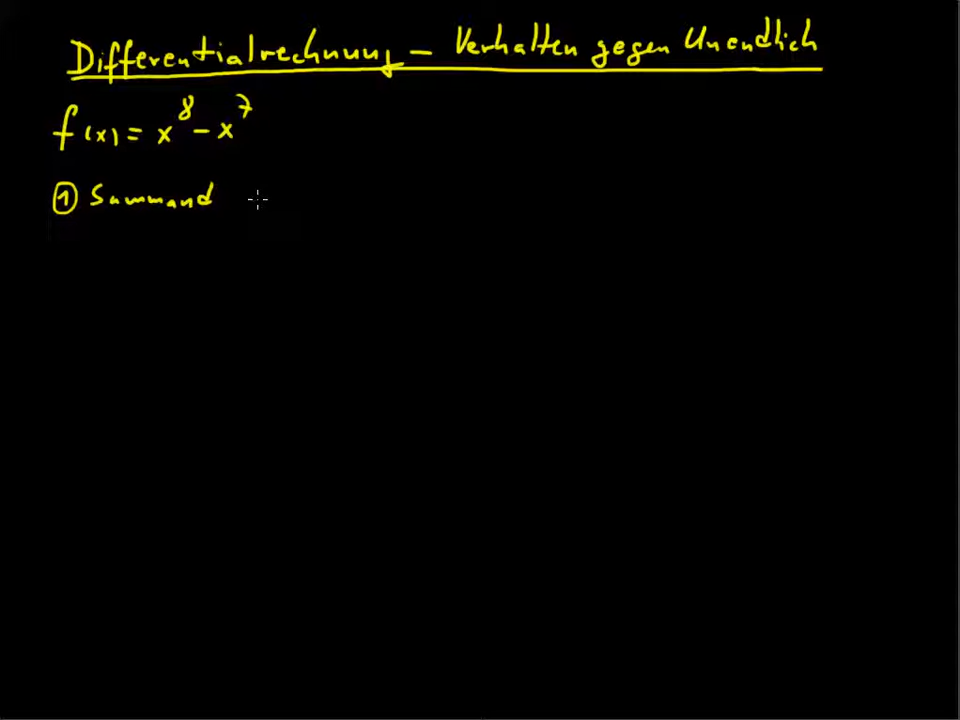 Differentialrechnung – Verhalten gegen Unendlich
f(x) = x⁸ – x⁷
① Summand